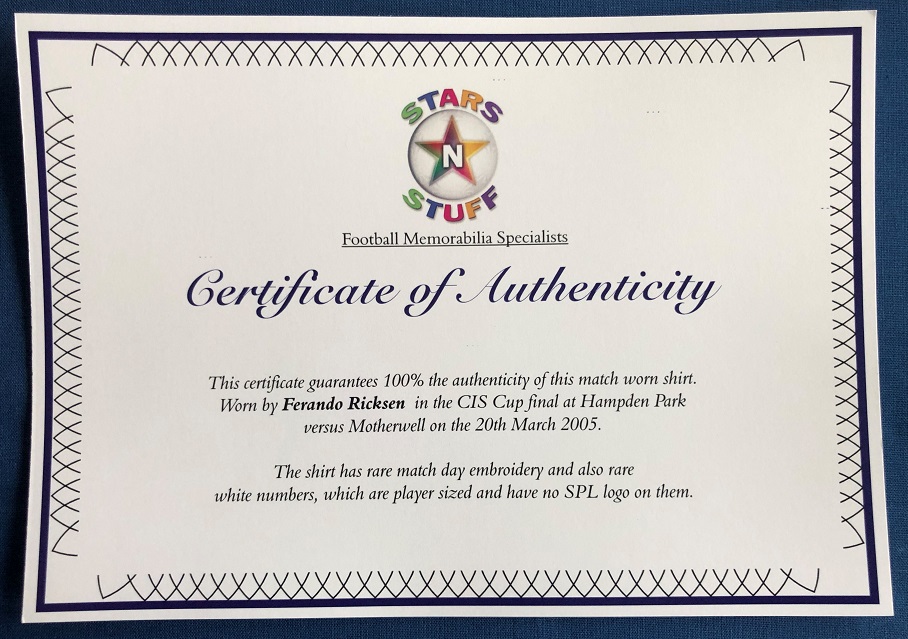 STARS
N
STUFF
Football Memorabilia Specialists
Certificate of Authenticity
This certificate guarantees 100% the authenticity of this match worn shirt.
Worn by Ferando Ricksen in the CIS Cup final at Hampden Park
versus Motherwell on the 20th March 2005.
The shirt has rare match day embroidery and also rare
white numbers, which are player sized and have no SPL logo on them.